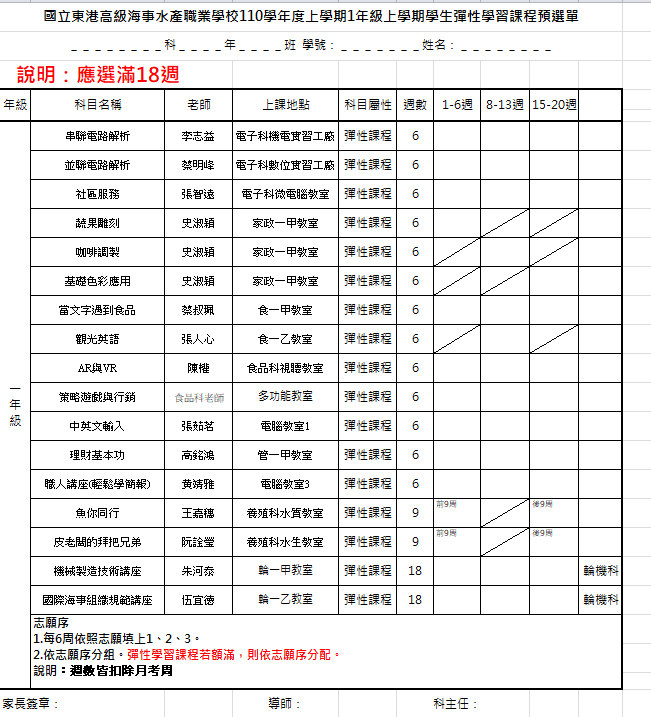 國立東港高級海事水產職業學校110學年度上學期1年級上學期學生彈性學習課程預選單
_ _ _ _ _ _ _ _ 科 _ _ _ _ 年 _ _ _ _ 班 學號： _ _ _ _ _ _ _ 姓名： _ _ _ _ _ _ _ _
說明：應選滿18週
年級 科目名稱 老師 上課地點 科目屬性 週數 1-6週 8-13週 15-20週
一年級
串聯電路解析 李志益 電子科機電實習工廠 彈性課程 6
並聯電路解析 蔡明峰 電子科數位實習工廠 彈性課程 6
社區服務 張智遠 電子科微電腦教室 彈性課程 6
蔬果雕刻 史淑穎 家政一甲教室 彈性課程 6
咖啡調製 史淑穎 家政一甲教室 彈性課程 6
基礎色彩應用 史淑穎 家政一甲教室 彈性課程 6
當文字遇到食品 蔡叔珮 食一甲教室 彈性課程 6
觀光英語 張人心 食一乙教室 彈性課程 6
AR與VR 陳權 食品科視聽教室 彈性課程 6
策略遊戲與行銷 食品科老師 多功能教室 彈性課程 6
中英文輸入 張茹茗 電腦教室1 彈性課程 6
理財基本功 高銘鴻 管一甲教室 彈性課程 6
職人講座(輕鬆學簡報) 黃靖雅 電腦教室3 彈性課程 6
魚你同行 王嘉穗 養殖科水質教室 彈性課程 9 前9周 後9周
皮老闆的拜把兄弟 阮詮瑩 養殖科水生教室 彈性課程 9 前9周 後9周
機械製造技術講座 朱河泰 輪一甲教室 彈性課程 18 輪機科
國際海事組織規範講座 伍宜德 輪一乙教室 彈性課程 18 輪機科
志願序
1.每6周依照志願填上1、2、3。
2.依志願序分組。彈性學習課程若額滿，則依志願序分配。
說明：週數皆扣除月考周
家長簽章： 導師： 科主任：